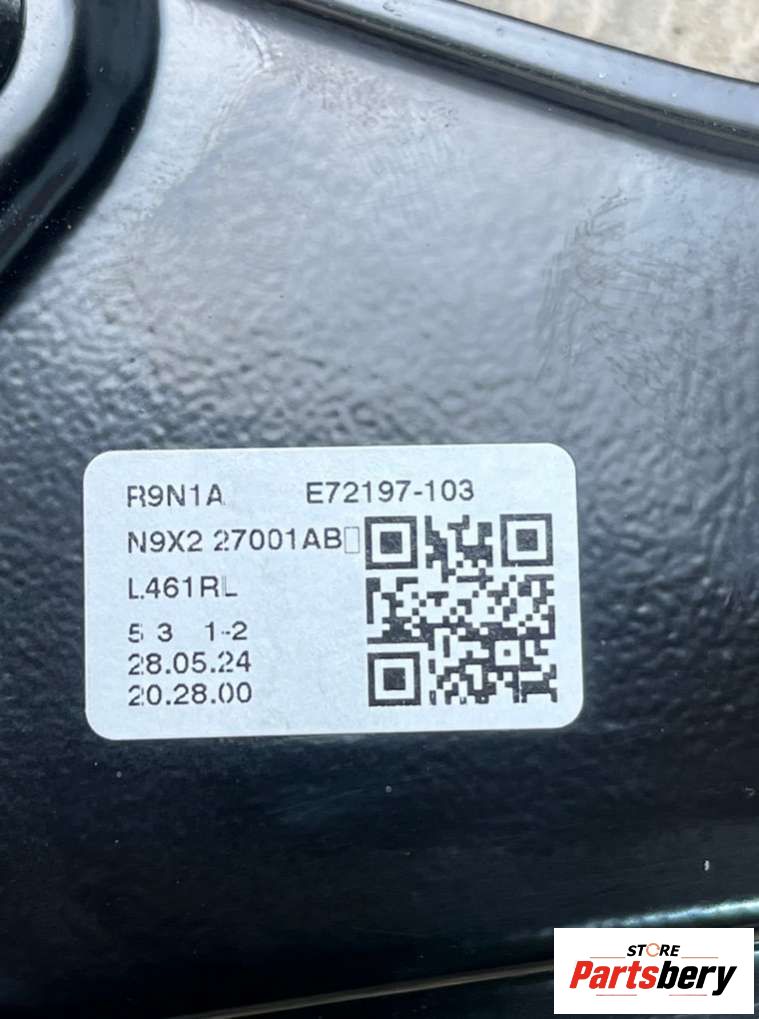 R9N1A E72197-103
N9X2 27001AB
L461RL
5 3 1-2
28.05.24
20.28.00
STORE
Partsbery